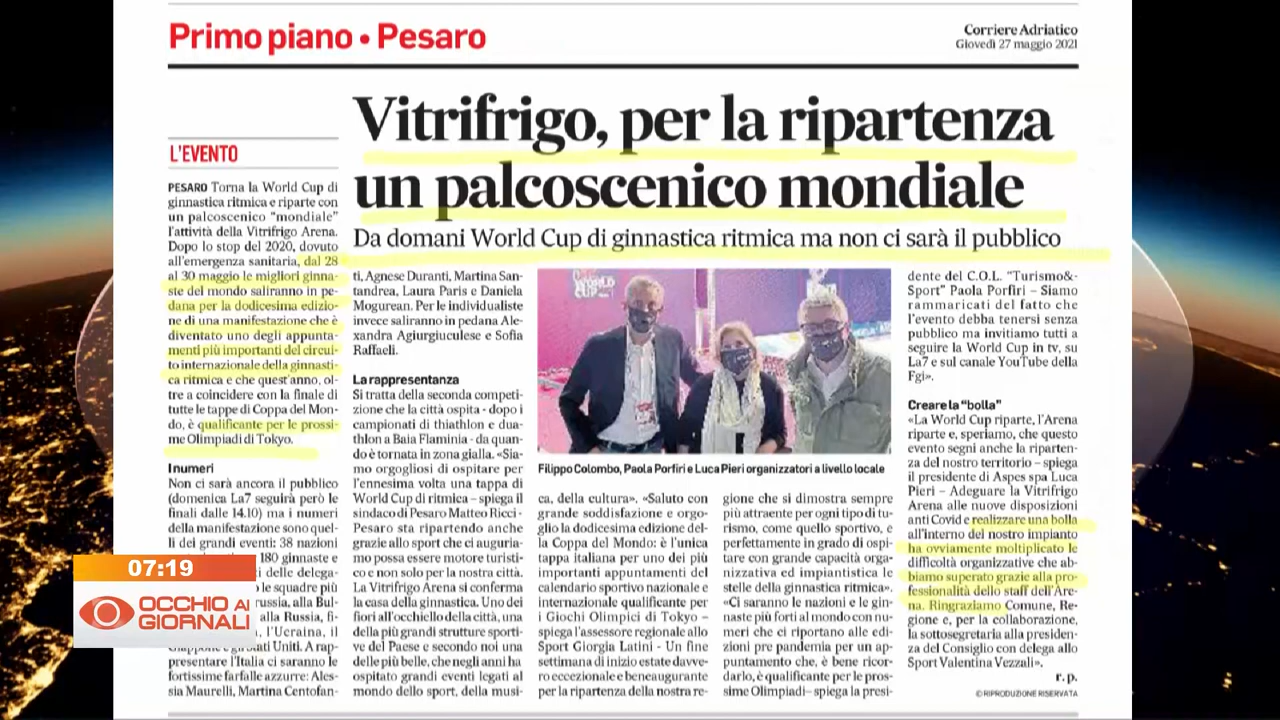 Primo piano • Pesaro
Corriere Adriatico
Giovedì 27 maggio 2021
Vitrifrigo, per la ripartenza
un palcoscenico mondiale
Da domani World Cup di ginnastica ritmica ma non ci sarà il pubblico
L'EVENTO
PESARO Torna la World Cup di
ginnastica ritmica e riparte con
un palcoscenico "mondiale"
l'attività della Vitrifrigo Arena.
Dopo lo stop del 2020, dovuto
all'emergenza sanitaria, dal 28
al 30 maggio le migliori ginna-
ste del mondo saliranno in pe-
dana per la dodicesima edizio-
ne di una manifestazione che è
diventato uno degli appunta-
menti più importanti del circui-
to internazionale della ginnasti-
ca ritmica e che quest'anno, ol-
tre a coincidere con la finale di
tutte le tappe di Coppa del Mon-
do, è qualificante per le prossi-
me Olimpiadi di Tokyo.
I numeri
Non ci sarà ancora il pubblico
(domenica La7 seguirà però le
finali dalle 14.10) ma i numeri
della manifestazione sono quel-
li dei grandi eventi: 38 nazioni
180 ginnaste e
delle delega-
le squadre più
russia, alla Bul-
alla Russia, fi-
l'Ucraina, il
Uniti. A rap-
presentare l'Italia ci saranno le
fortissime farfalle azzurre: Ales-
sia Maurelli, Martina Centofan-
ti, Agnese Duranti, Martina San-
tandrea, Laura Paris e Daniela
Mogurean. Per le individualiste
invece saliranno in pedana Ale-
xandra Agiurgiuculese e Sofia
Raffaeli.
La rappresentanza
Si tratta della seconda competi-
zione che la città ospita - dopo i
campionati di thiathlon e dua-
thlon a Baia Flaminia - da quan-
do è tornata in zona gialla. «Sia-
mo orgogliosi di ospitare per
l'ennesima volta una tappa di
World Cup di ritmica – spiega il
sindaco di Pesaro Matteo Ricci -
Pesaro sta ripartendo anche
grazie allo sport che ci auguria-
mo possa essere motore turisti-
co e non solo per la nostra città.
La Vitrifrigo Arena si conferma
la casa della ginnastica. Uno dei
fiori all'occhiello della città, una
della più grandi strutture sporti-
ve del Paese e secondo noi una
delle più belle, che negli anni ha
ospitato grandi eventi legati al
mondo dello sport, della musi-
WORLD
CUP
Filippo Colombo, Paola Porfiri e Luca Pieri organizzatori a livello locale
ca, della cultura». «Saluto con
grande soddisfazione e orgo-
glio la dodicesima edizione del-
la Coppa del Mondo: è l'unica
tappa italiana per uno dei più
importanti appuntamenti del
calendario sportivo nazionale e
internazionale qualificante per
i Giochi Olimpici di Tokyo –
spiega l'assessore regionale allo
Sport Giorgia Latini - Un fine
settimana di inizio estate davve-
ro eccezionale e beneaugurante
per la ripartenza della nostra re-
gione che si dimostra sempre
più attraente per ogni tipo di tu-
rismo, come quello sportivo, e
perfettamente in grado di ospi-
tare con grande capacità orga-
nizzativa ed impiantistica le
stelle della ginnastica ritmica».
«Ci saranno le nazioni e le gin-
naste più forti al mondo con nu-
meri che ci riportano alle edi-
zioni pre pandemia per un ap-
puntamento che, è bene ricor-
darlo, è qualificante per le pros-
sime Olimpiadi– spiega la presi-
dente del C.O.L. "Turismo&-
Sport" Paola Porfiri – Siamo
rammaricati del fatto che
l'evento debba tenersi senza
pubblico ma invitiamo tutti a
seguire la World Cup in tv, su
La7 e sul canale YouTube della
Fgi».
Creare la "bolla"
«La World Cup riparte, l'Arena
riparte e, speriamo, che questo
evento segni anche la riparten-
za del nostro territorio – spiega
il presidente di Aspes spa Luca
Pieri – Adeguare la Vitrifrigo
Arena alle nuove disposizioni
anti Covid e realizzare una bolla
all'interno del nostro impianto
ha ovviamente moltiplicato le
difficoltà organizzative che ab-
biamo superato grazie alla pro-
fessionalità dello staff dell'Are-
na. Ringraziamo Comune, Re-
gione e, per la collaborazione,
la sottosegretaria alla presiden-
za del Consiglio con delega allo
Sport Valentina Vezzali».
r. p.
© RIPRODUZIONE RISERVATA
07:19
OCCHIO AI
GIORNALI